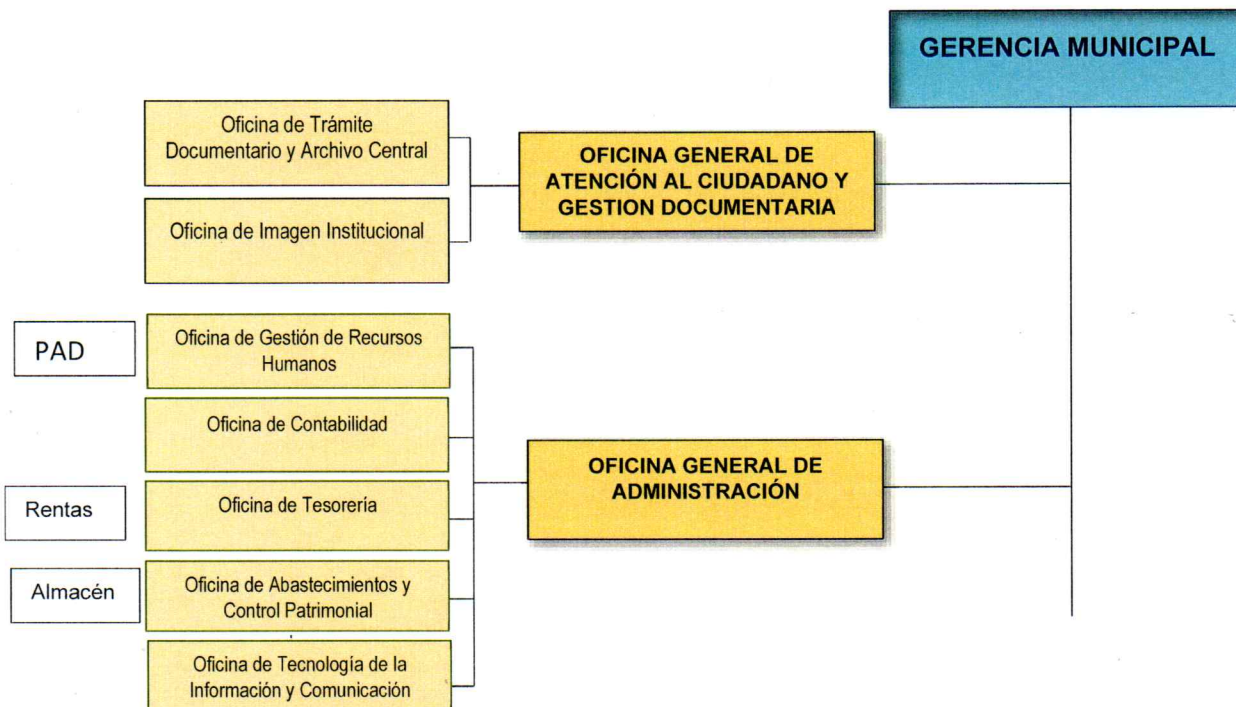 GERENCIA MUNICIPAL
Oficina de Trámite
Documentario y Archivo Central
OFICINA GENERAL DE
ATENCIÓN AL CIUDADANO Y
GESTION DOCUMENTARIA
Oficina de Imagen Institucional
PAD
Oficina de Gestión de Recursos
Humanos
Oficina de Contabilidad
OFICINA GENERAL DE
ADMINISTRACIÓN
Rentas
Oficina de Tesorería
Almacén
Oficina de Abastecimientos y
Control Patrimonial
Oficina de Tecnología de la
Información y Comunicación